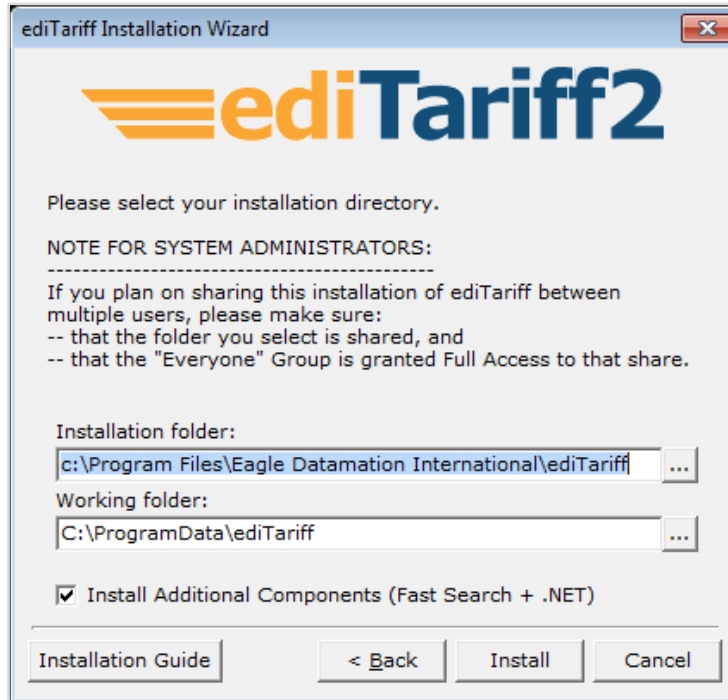 ediTariff Installation Wizard
ediTariff2
Please select your installation directory.
NOTE FOR SYSTEM ADMINISTRATORS:
--------------------------------------------
If you plan on sharing this installation of ediTariff between
multiple users, please make sure:
-- that the folder you select is shared, and
-- that the "Everyone" Group is granted Full Access to that share.
Installation folder:
c:\Program Files\Eagle Datamation International\ediTariff
...
Working folder:
C:\ProgramData\ediTariff
...
Install Additional Components (Fast Search + .NET)
Installation Guide
< Back
Install
Cancel